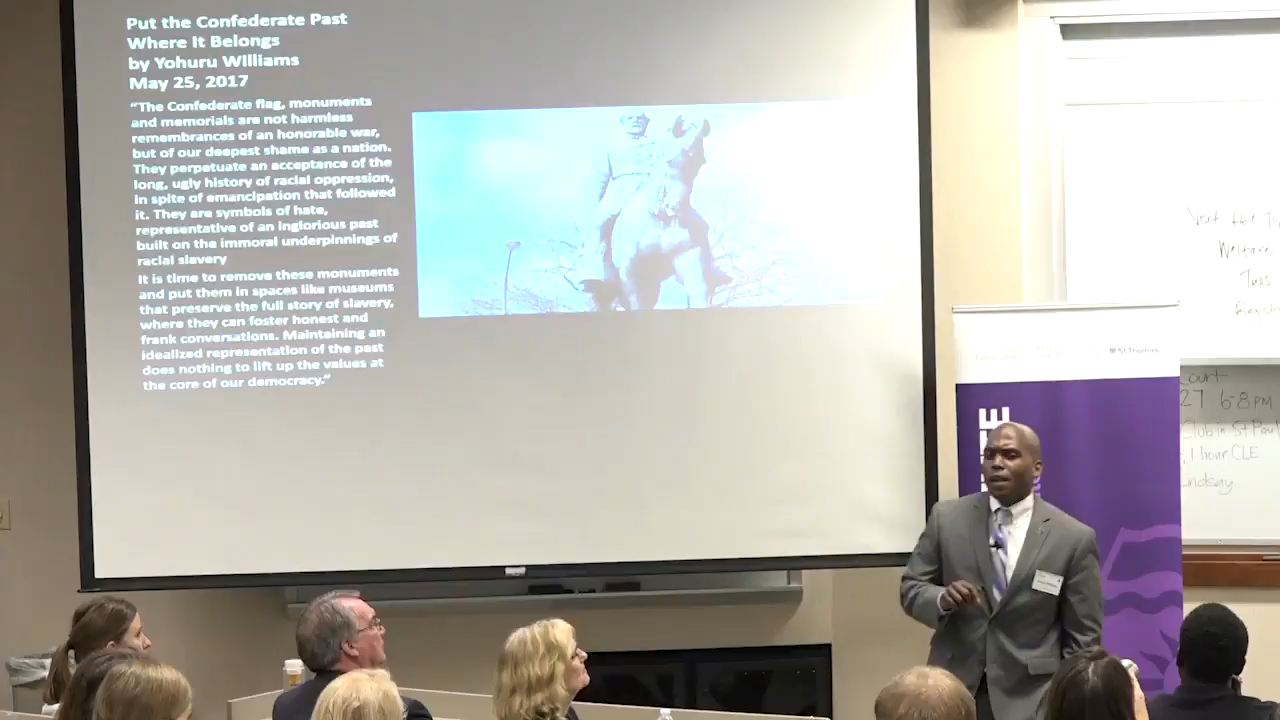 Put the Confederate Past
Where It Belongs
by Yohuru Williams
May 25, 2017
“The Confederate flag, monuments
and memorials are not harmless
remembrances of an honorable war,
but of our deepest shame as a nation.
They perpetuate an acceptance of the
long, ugly history of racial oppression,
in spite of emancipation that followed
it. They are symbols of hate,
representative of an inglorious past
built on the immoral underpinnings of
racial slavery
It is time to remove these monuments
and put them in spaces like museums
that preserve the full story of slavery,
where they can foster honest and
frank conversations. Maintaining an
idealized representation of the past
does nothing to lift up the values at
the core of our democracy.”
Welfare
Tues
St.Thomas
Court
27 6-8 PM
Club in St Paul
1 hour CLE
Lindsay